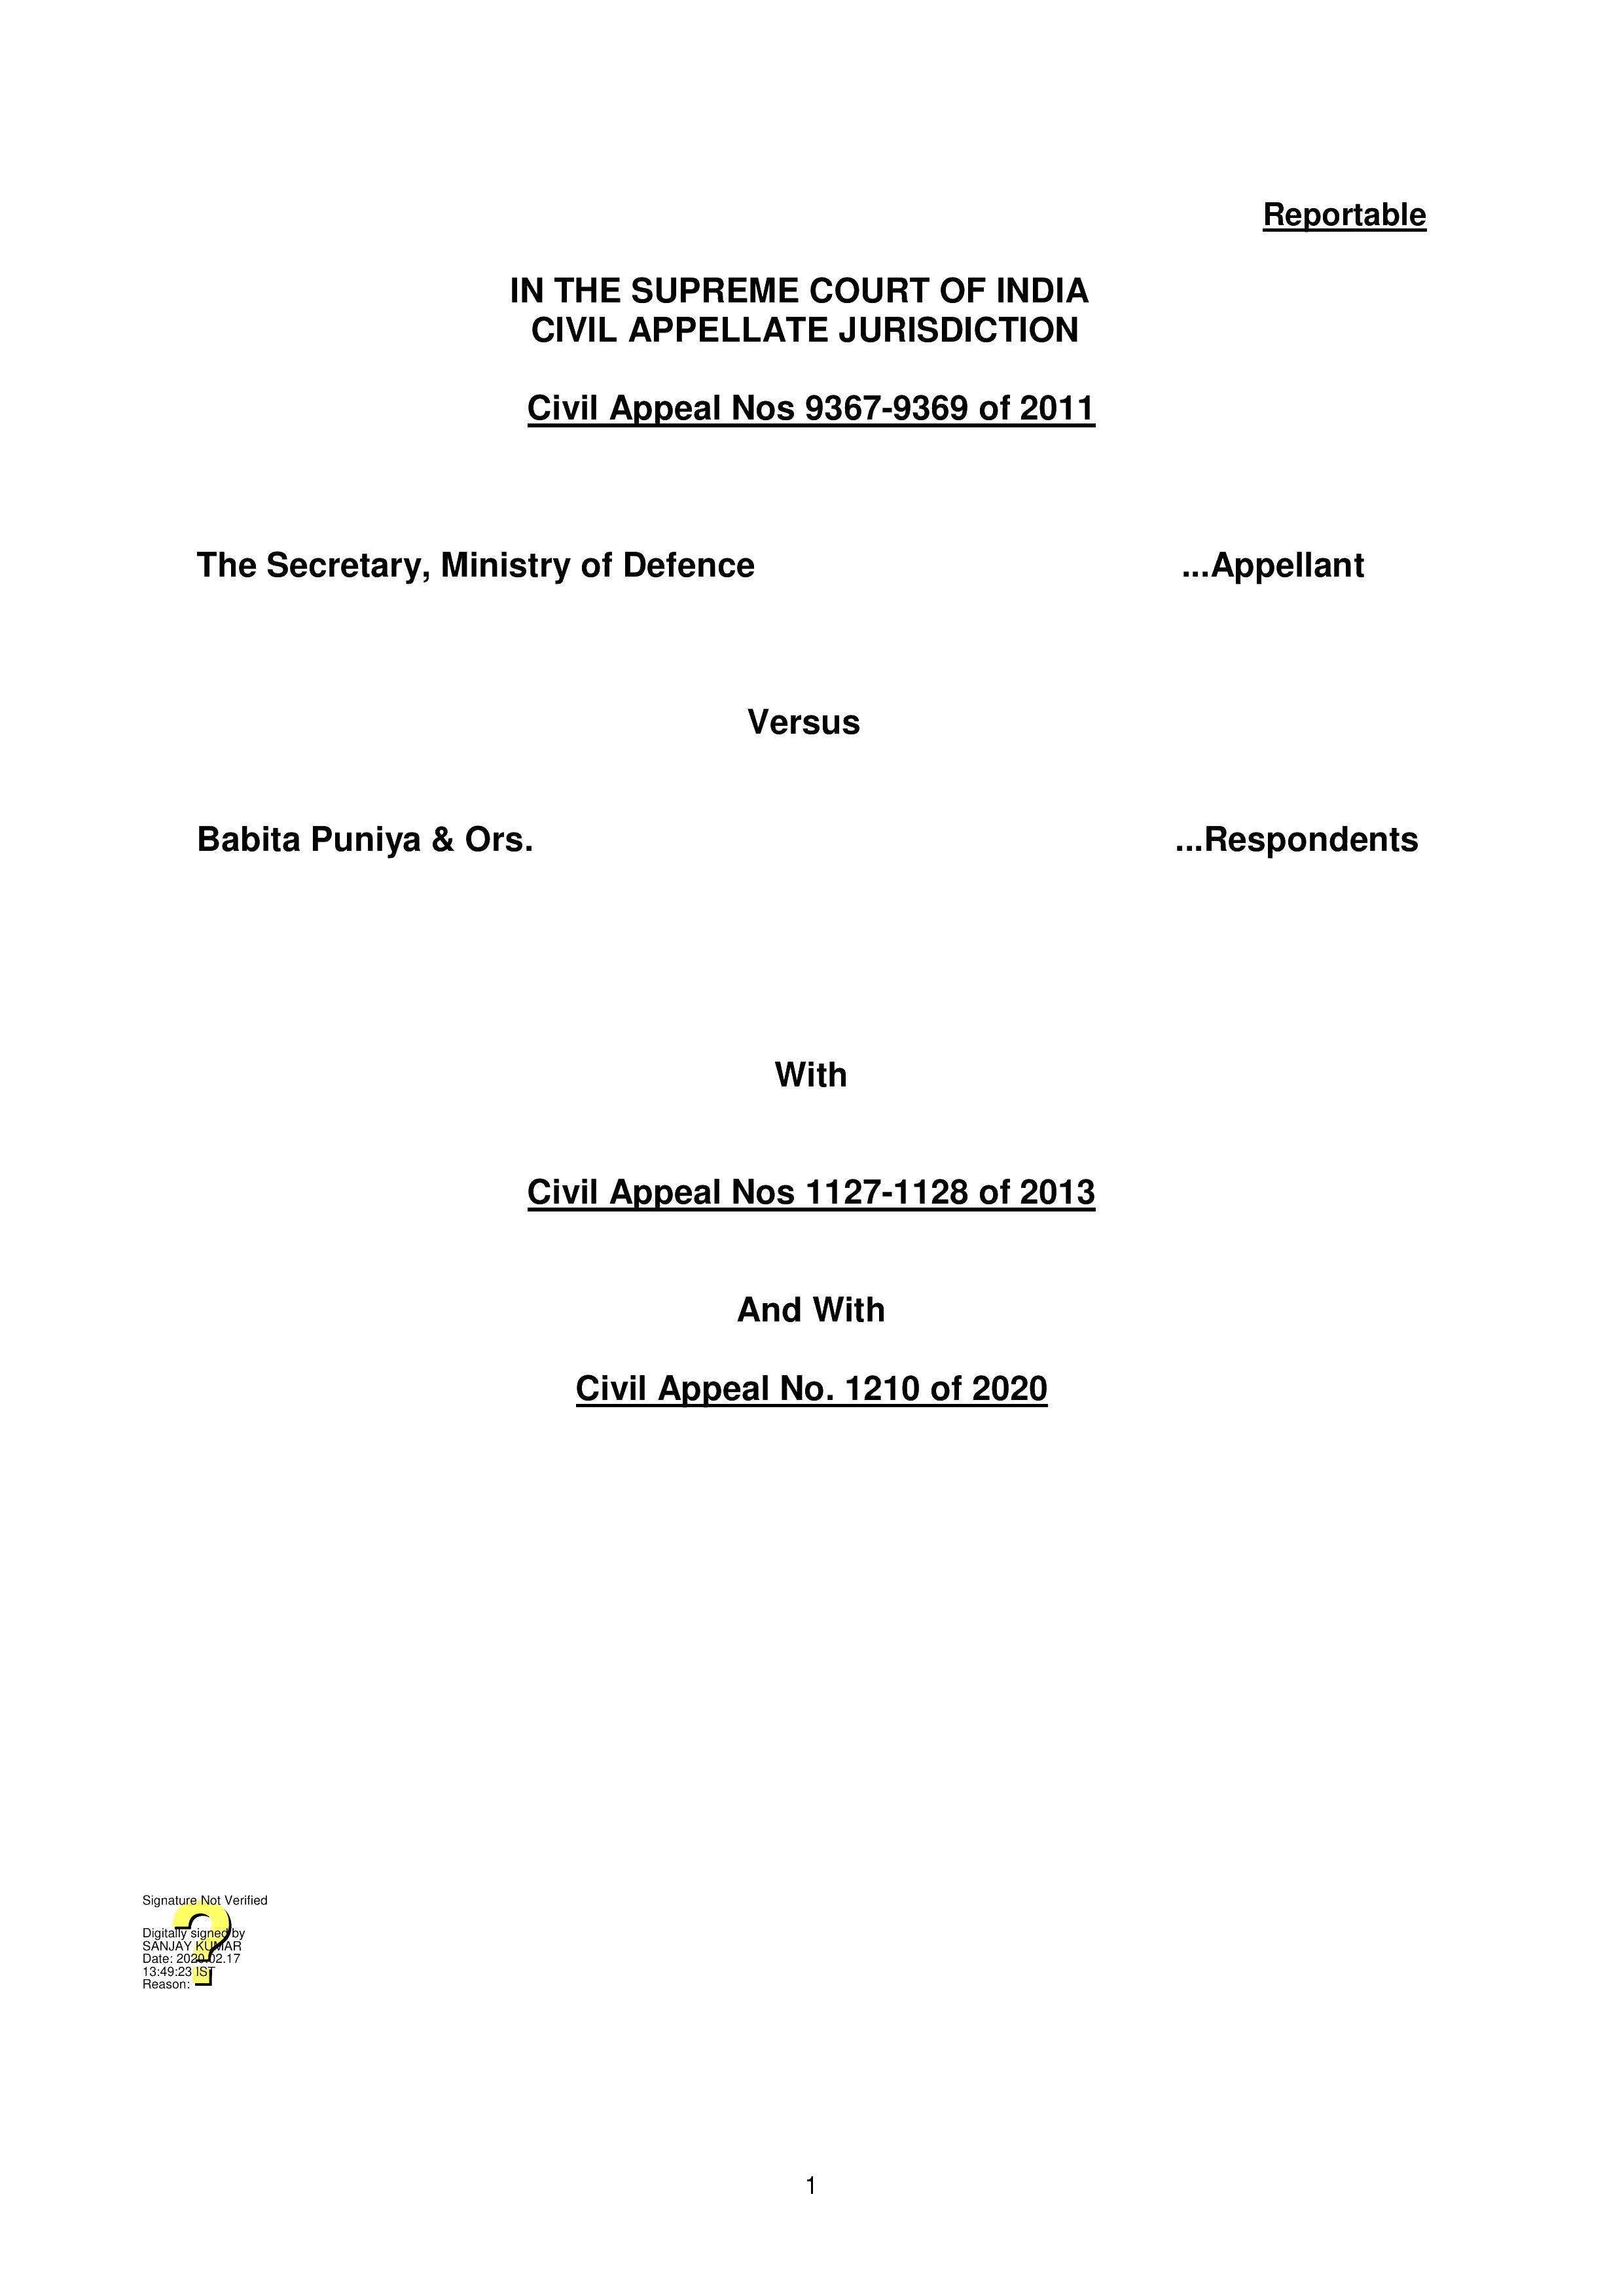 Reportable
IN THE SUPREME COURT OF INDIA
CIVIL APPELLATE JURISDICTION
Civil Appeal Nos 9367-9369 of 2011
The Secretary, Ministry of Defence ...Appellant
Versus
Babita Puniya & Ors. ...Respondents
With
Civil Appeal Nos 1127-1128 of 2013
And With
Civil Appeal No. 1210 of 2020
Signature Not Verified
Digitally signed by
SANJAY KUMAR
Date: 2020.02.17
13:49:23 IST
Reason:
1